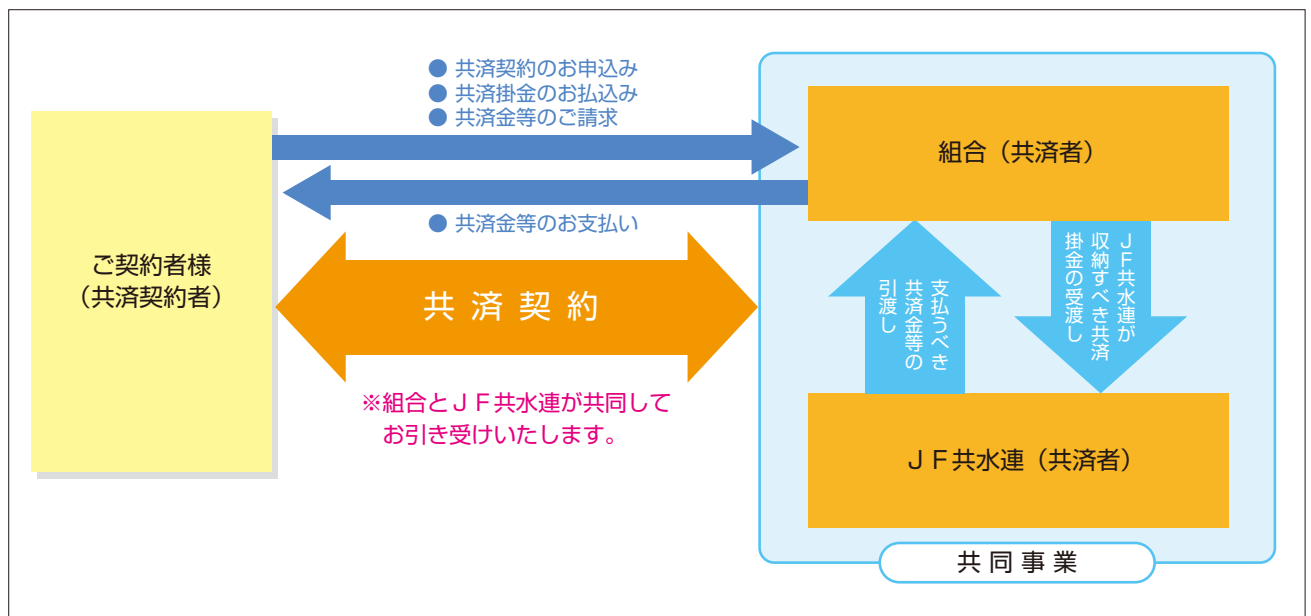 ● 共済契約のお申込み
● 共済掛金のお払込み
● 共済金等のご請求
● 共済金等のお支払い
ご契約者様
（共済契約者）
共済契約
※組合とＪＦ共水連が共同して
お引き受けいたします。
組合（共済者）
支払うべき
共済金等の
引渡し
ＪＦ共水連が
収納すべき共済
掛金の受渡し
ＪＦ共水連（共済者）
共同事業